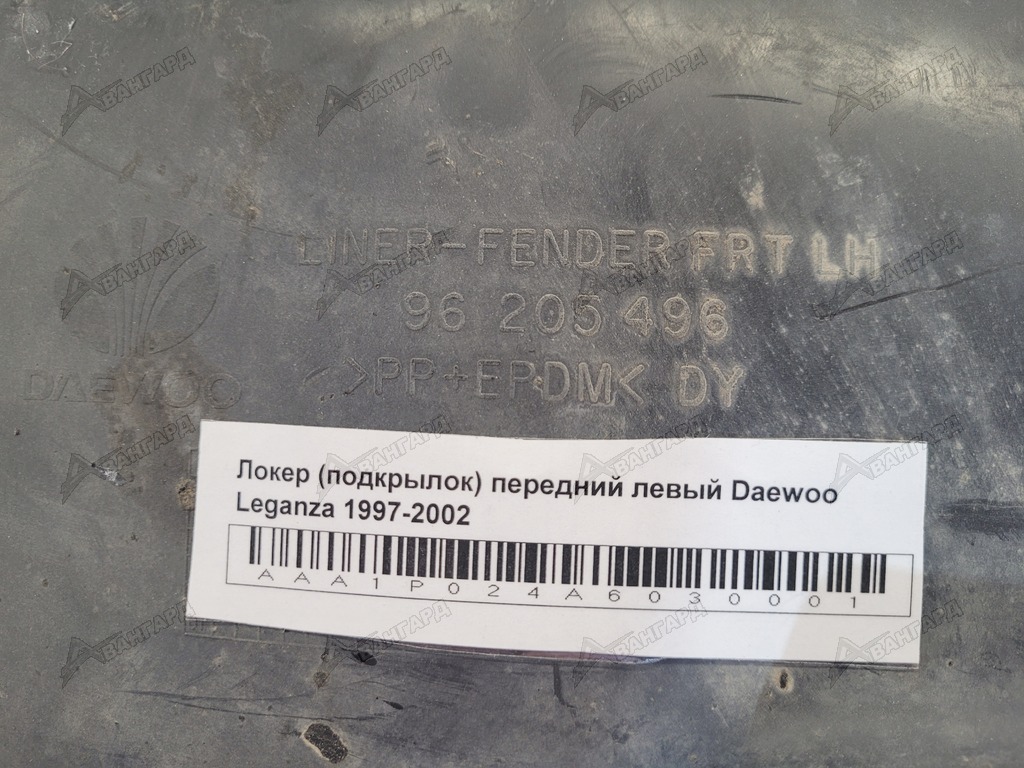 LINER-FENDER FRT LH
96 205 496
>PP+EPDM< DY
DAEWOO
Локер (подкрылок) передний левый Daewoo
Leganza 1997-2002
AAA1P024A6030001
АВАНГАРД